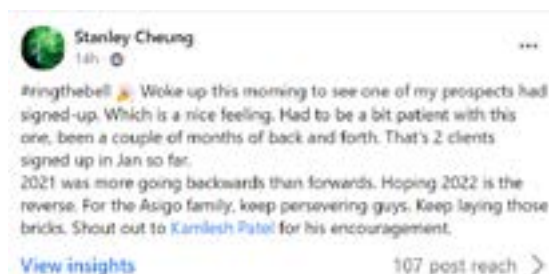 Stanley Cheung
14h
#ringthebell 🎉 Woke up this morning to see one of my prospects had
signed-up. Which is a nice feeling. Had to be a bit patient with this
one, been a couple of months of back and forth. That's 2 clients
signed up in Jan so far.
2021 was more going backwards than forwards. Hoping 2022 is the
reverse. For the Asigo family, keep persevering guys. Keep laying those
bricks. Shout out to Kamlesh Patel for his encouragement.
View insights 107 post reach